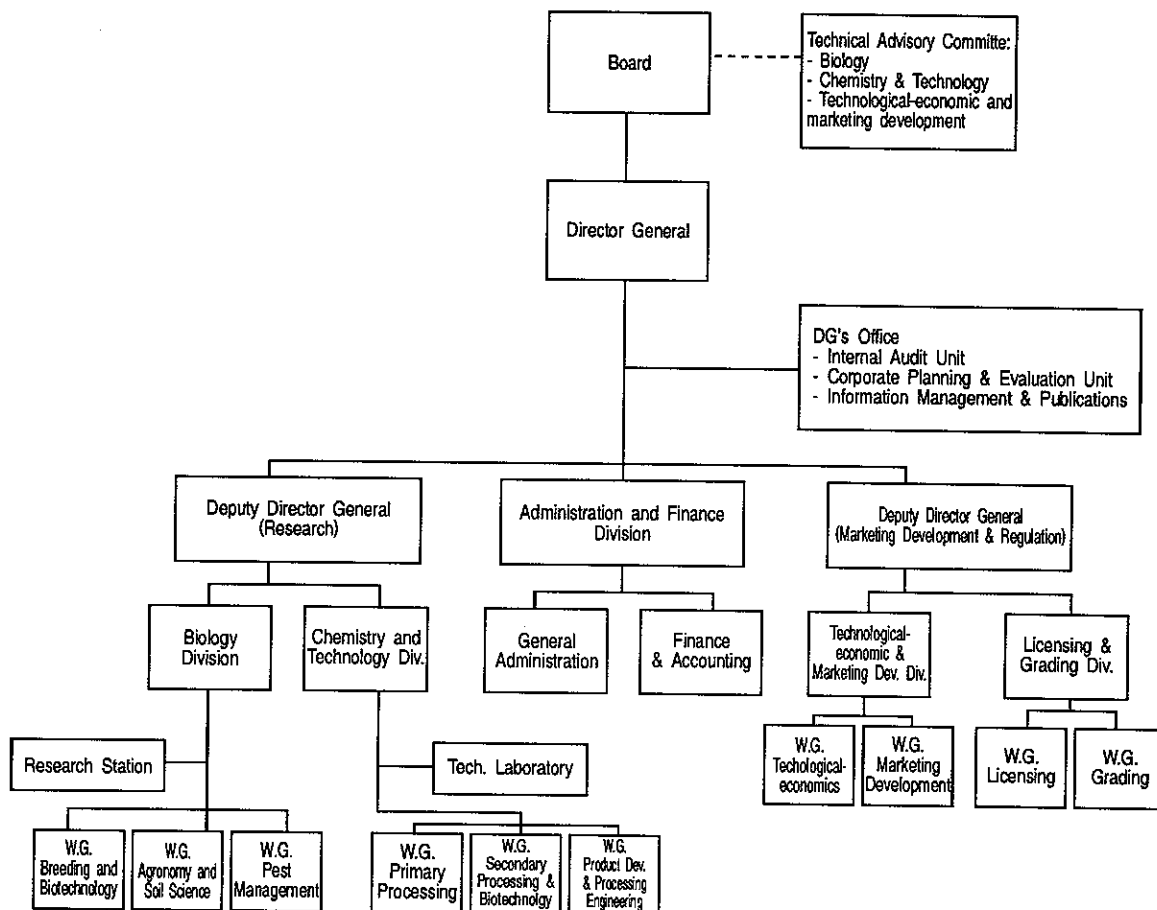 Board
Technical Advisory Committe:
- Biology
- Chemistry & Technology
- Technological-economic and
marketing development
Director General
DG's Office
- Internal Audit Unit
- Corporate Planning & Evaluation Unit
- Information Management & Publications
Deputy Director General
(Research)
Administration and Finance
Division
Deputy Director General
(Marketing Development & Regulation)
Biology
Division
Chemistry and
Technology Div.
General
Administration
Finance
& Accounting
Technological-
economic &
Marketing Dev. Div.
Licensing &
Grading Div.
Research Station
Tech. Laboratory
W.G.
Techological-
economics
W.G.
Marketing
Development
W.G.
Licensing
W.G.
Grading
W.G.
Breeding and
Biotechnology
W.G.
Agronomy and
Soil Science
W.G.
Pest
Management
W.G.
Primary
Processing
W.G.
Secondary
Processing &
Biotechnolgy
W.G.
Product Dev.
& Processing
Engineering